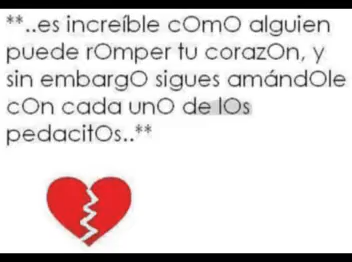 **..es increíble cOmO alguien
puede rOmper tu corazOn, y
sin embargO sigues amándOle
cOn cada unO de lOs
pedacitOs..**